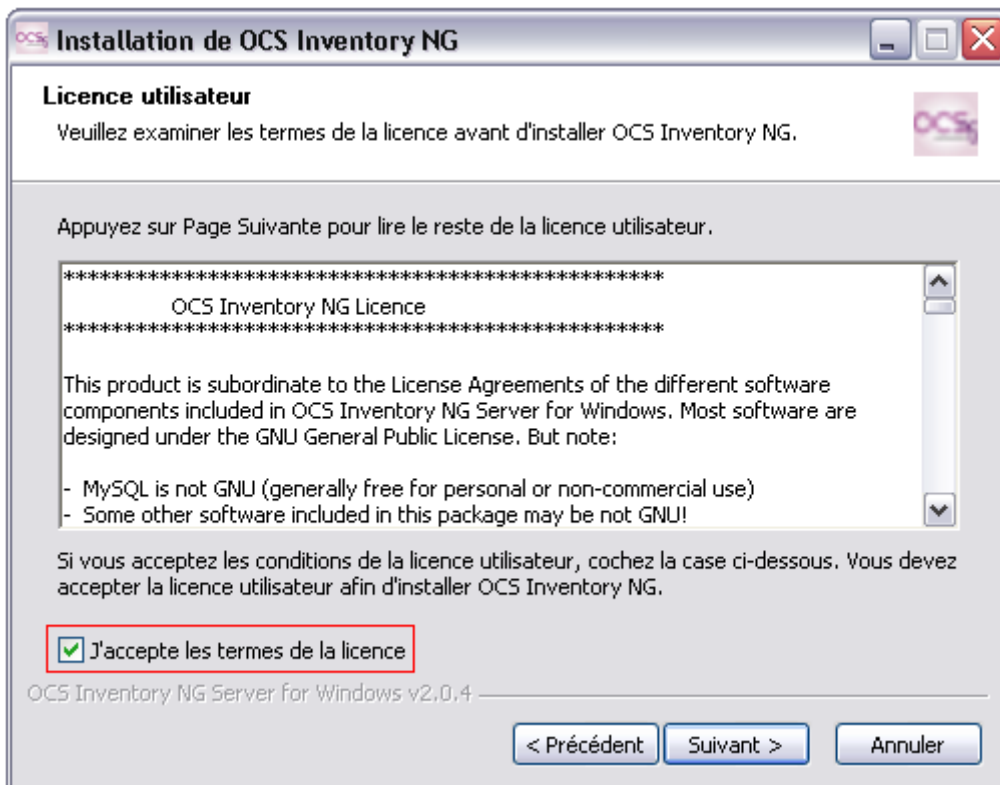 OCS Installation de OCS Inventory NG
Licence utilisateur
Veuillez examiner les termes de la licence avant d'installer OCS Inventory NG.
OCS
Appuyez sur Page Suivante pour lire le reste de la licence utilisateur.
**************************************************
OCS Inventory NG Licence
**************************************************
This product is subordinate to the License Agreements of the different software
components included in OCS Inventory NG Server for Windows. Most software are
designed under the GNU General Public License. But note:
- MySQL is not GNU (generally free for personal or non-commercial use)
- Some other software included in this package may be not GNU!
Si vous acceptez les conditions de la licence utilisateur, cochez la case ci-dessous. Vous devez
accepter la licence utilisateur afin d'installer OCS Inventory NG.
J'accepte les termes de la licence
OCS Inventory NG Server for Windows v2.0.4
< Précédent Suivant > Annuler